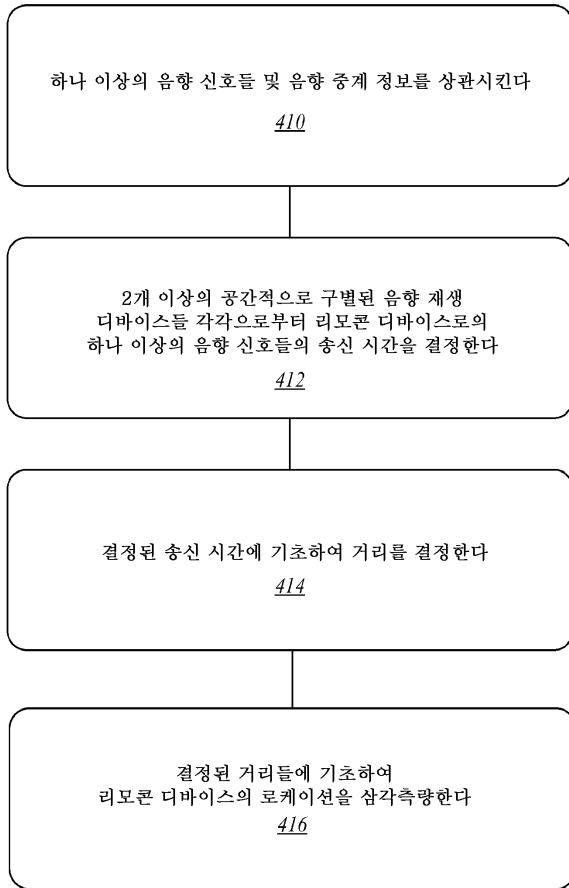 하나 이상의 음향 신호들 및 음향 중계 정보를 상관시킨다
410
2개 이상의 공간적으로 구별된 음향 재생
디바이스들 각각으로부터 리모콘 디바이스로의
하나 이상의 음향 신호들의 송신 시간을 결정한다
412
결정된 송신 시간에 기초하여 거리를 결정한다
414
결정된 거리들에 기초하여
리모콘 디바이스의 로케이션을 삼각측량한다
416